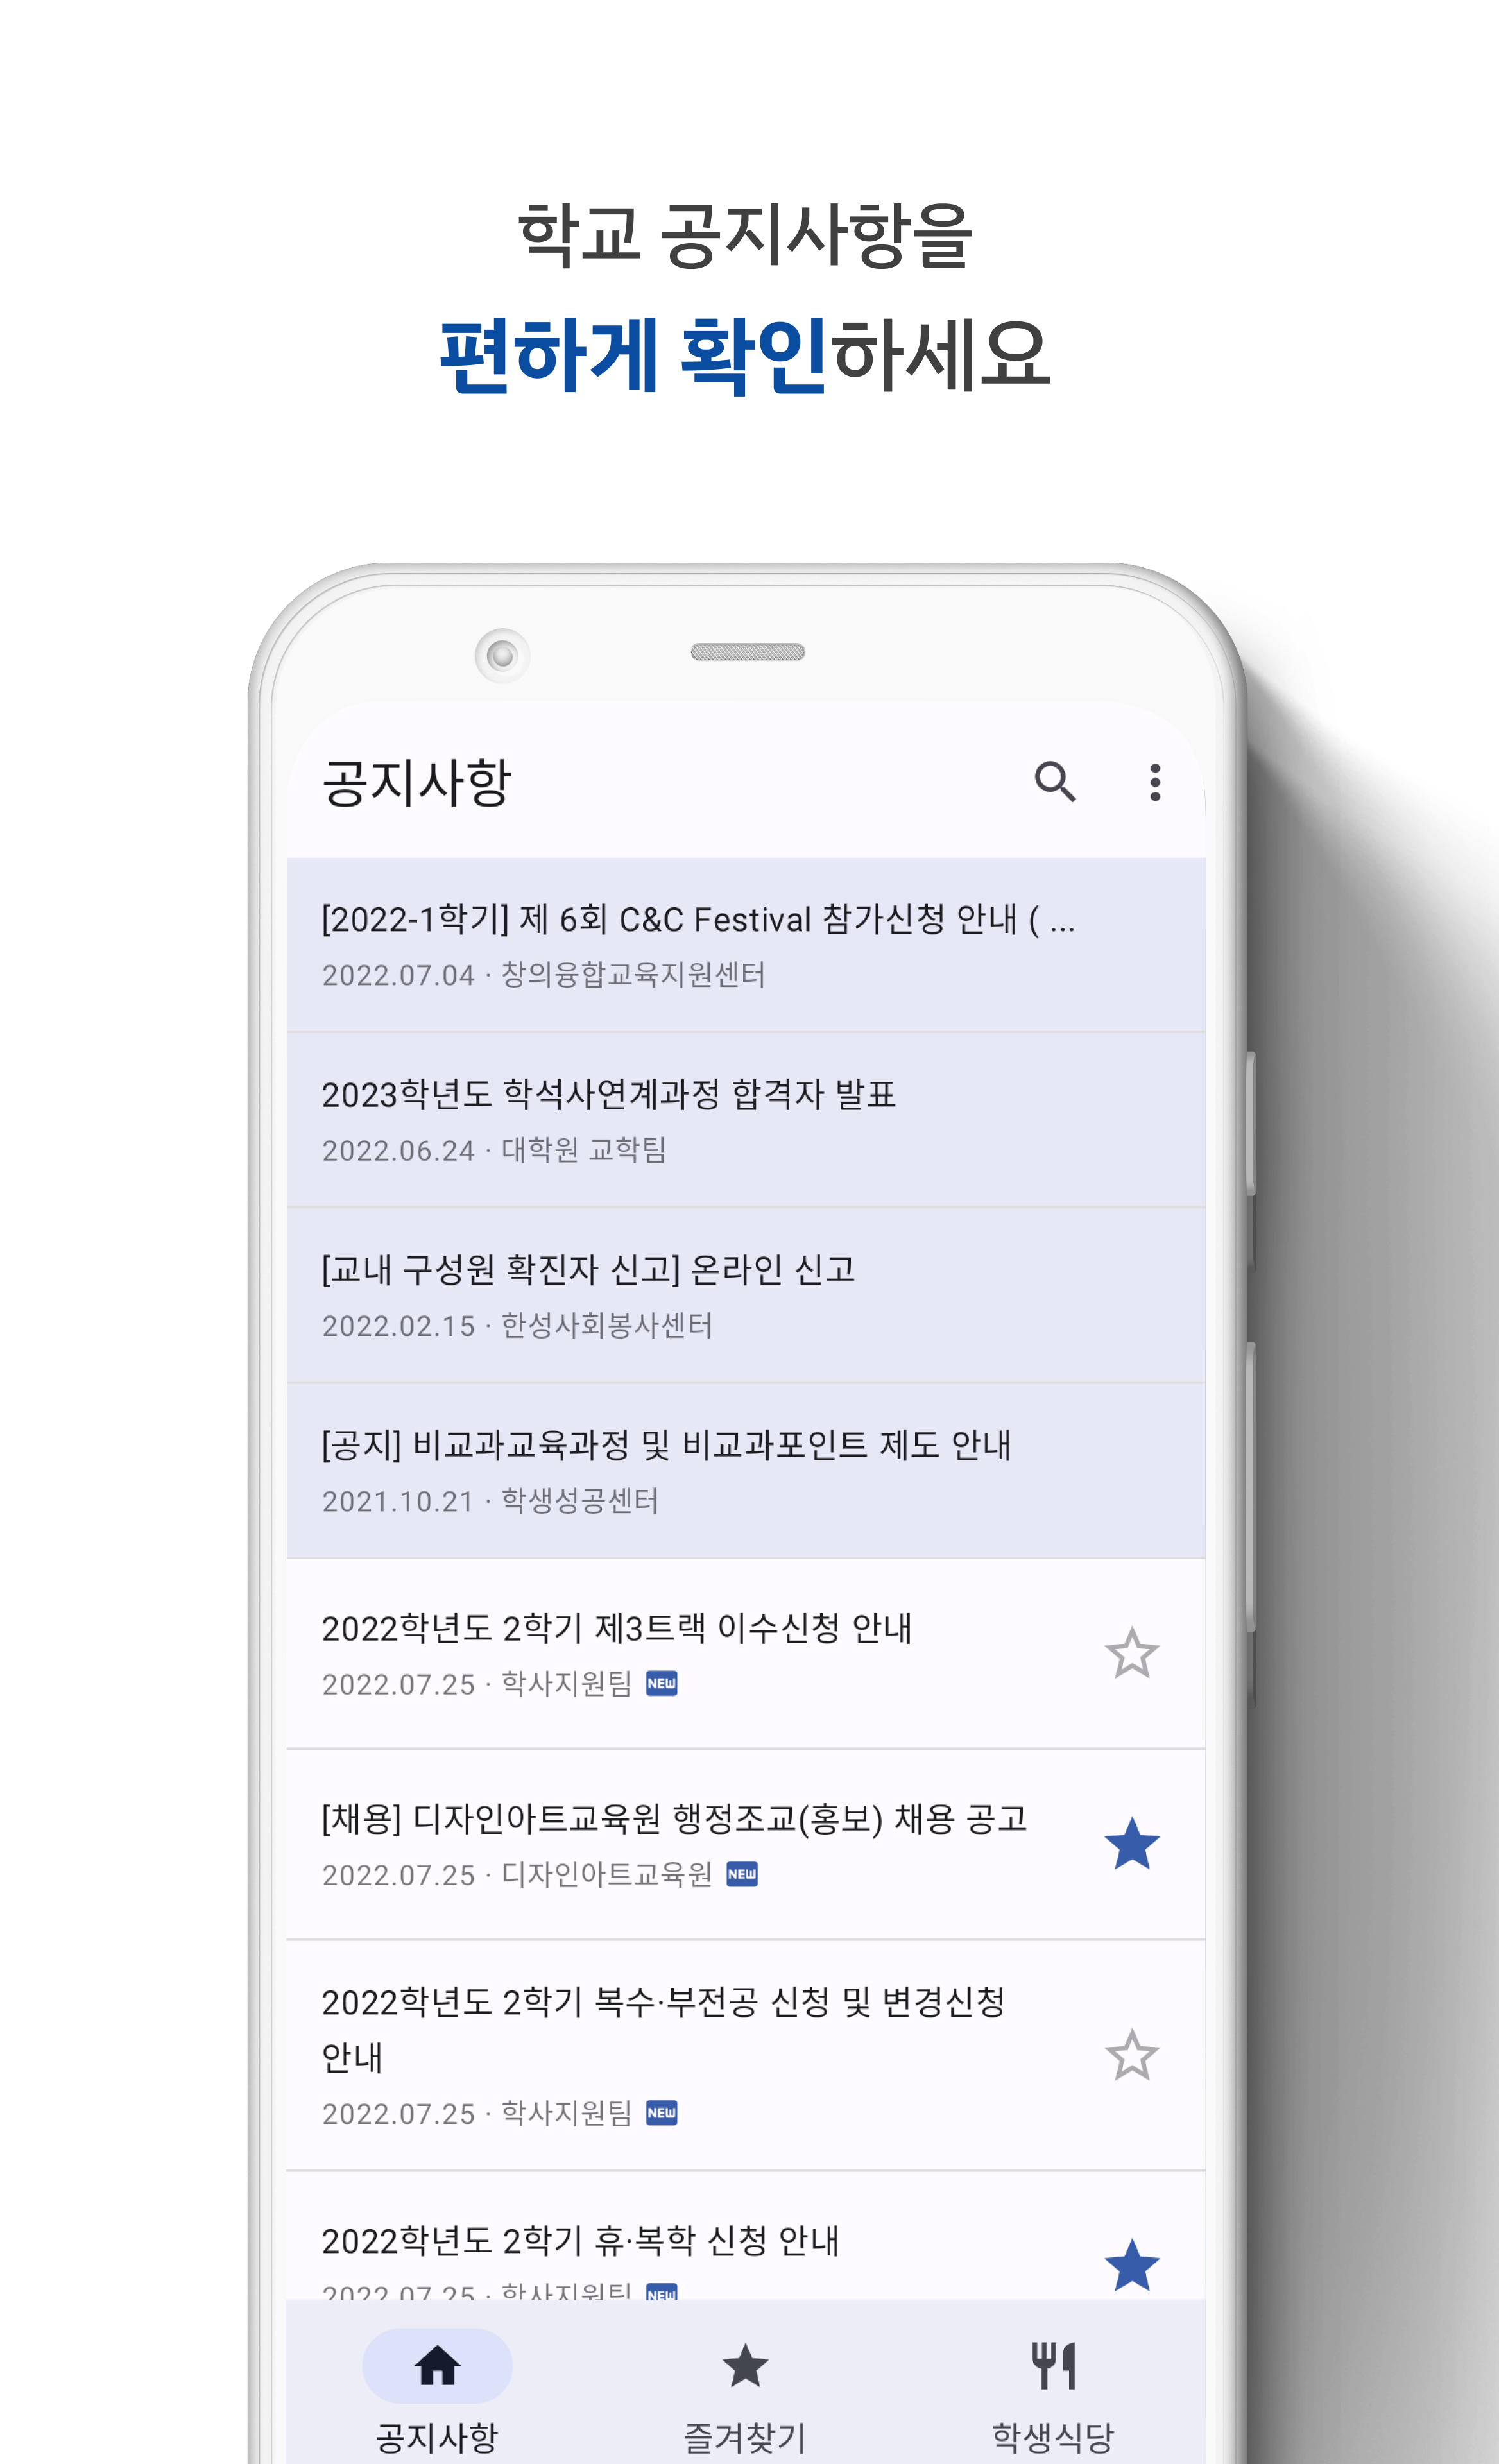 학교 공지사항을
편하게 확인하세요
공지사항
[2022-1학기] 제 6회 C&C Festival 참가신청 안내 ( ...
2022.07.04 · 창의융합교육지원센터
2023학년도 학석사연계과정 합격자 발표
2022.06.24 · 대학원 교학팀
[교내 구성원 확진자 신고] 온라인 신고
2022.02.15 · 한성사회봉사센터
[공지] 비교과교육과정 및 비교과포인트 제도 안내
2021.10.21 · 학생성공센터
2022학년도 2학기 제3트랙 이수신청 안내
2022.07.25 · 학사지원팀 NEW
[채용] 디자인아트교육원 행정조교(홍보) 채용 공고
2022.07.25 · 디자인아트교육원 NEW
2022학년도 2학기 복수·부전공 신청 및 변경신청
안내
2022.07.25 · 학사지원팀 NEW
2022학년도 2학기 휴·복학 신청 안내
2022.07.25 · 학사지원팀 NEW
공지사항
즐겨찾기
학생식당